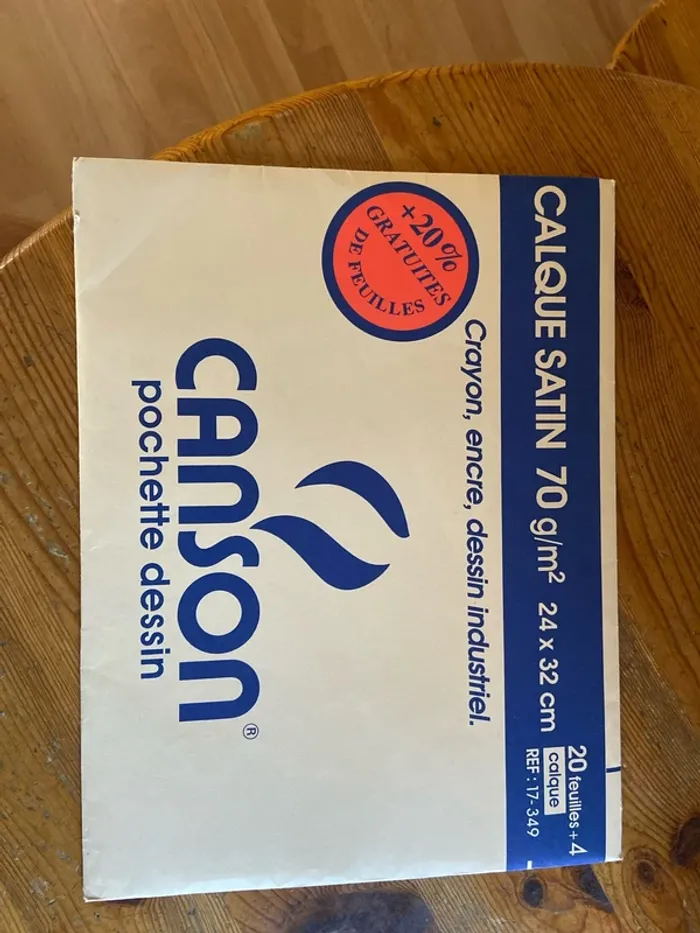 CALQUE SATIN 70 g/m² 24 x 32 cm
20 feuilles + 4
calque
REF : 17-349
Crayon, encre, dessin industriel.
+20%
GRATUITES
DE FEUILLES
CANSON®
pochette dessin